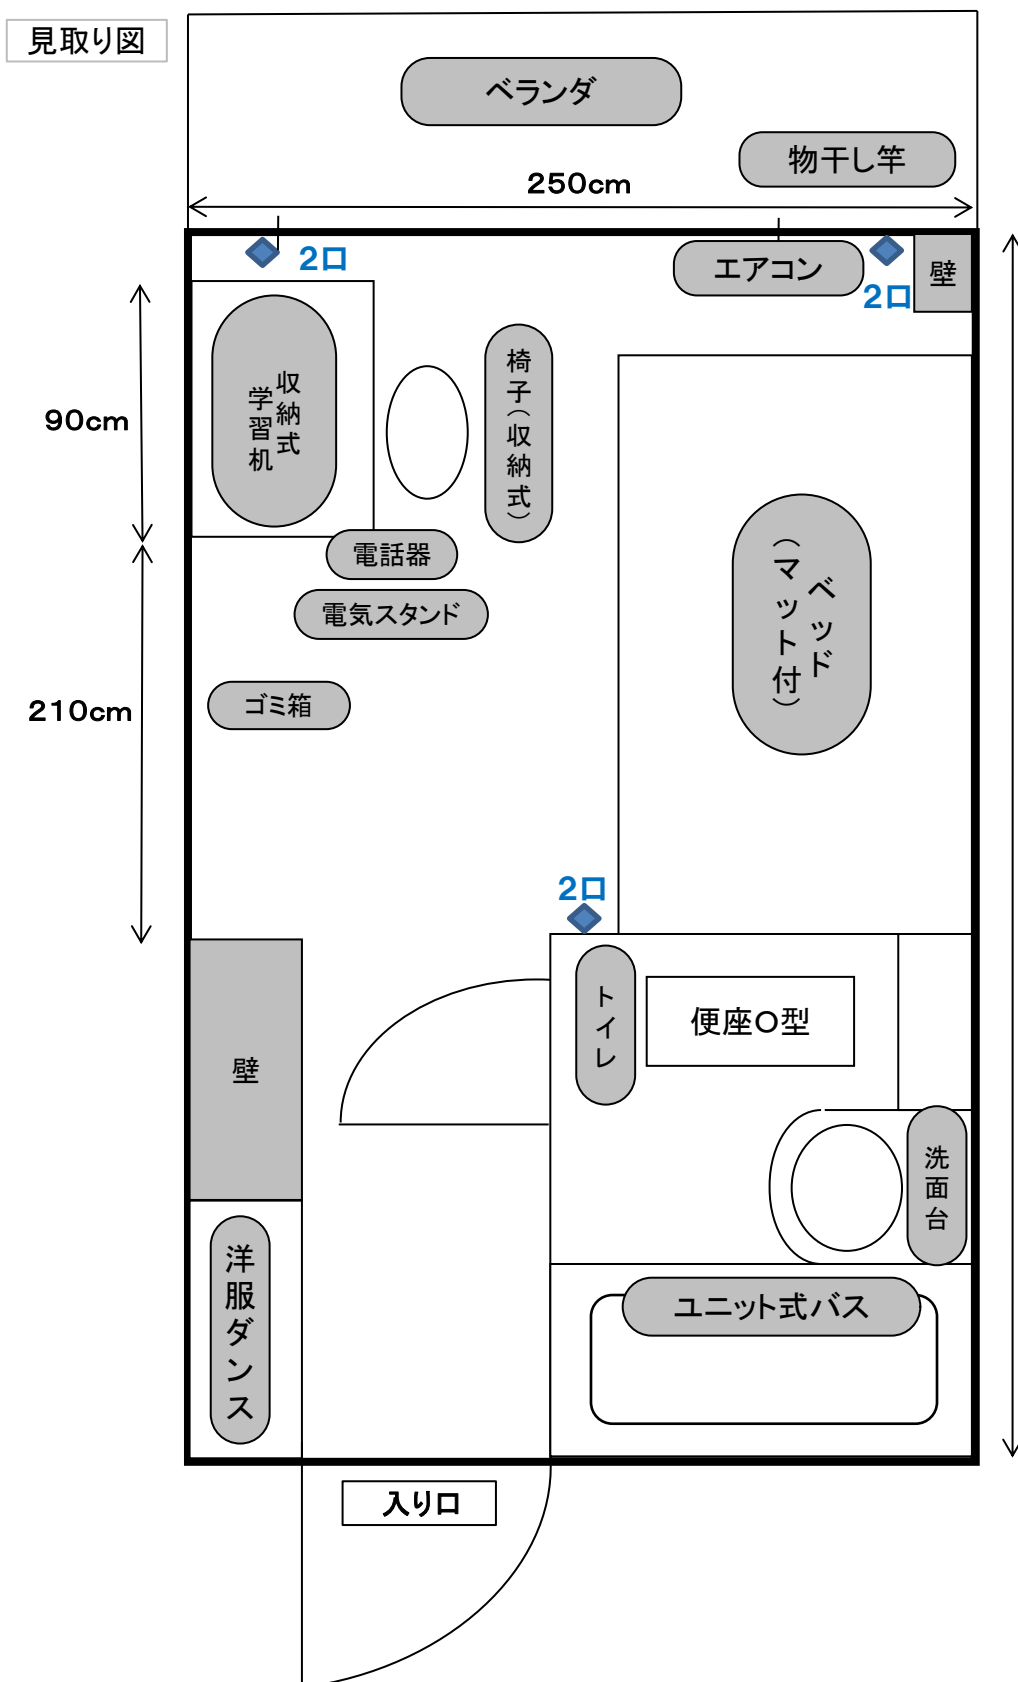 見取り図
ベランダ
物干し竿
250cm
2口
エアコン
2口
壁
90cm
収納式
学習机
椅子(収納式)
電話器
電気スタンド
ベッド
(マット付)
210cm
ゴミ箱
2口
トイレ
便座O型
壁
洗面台
洋服ダンス
ユニット式バス
入り口